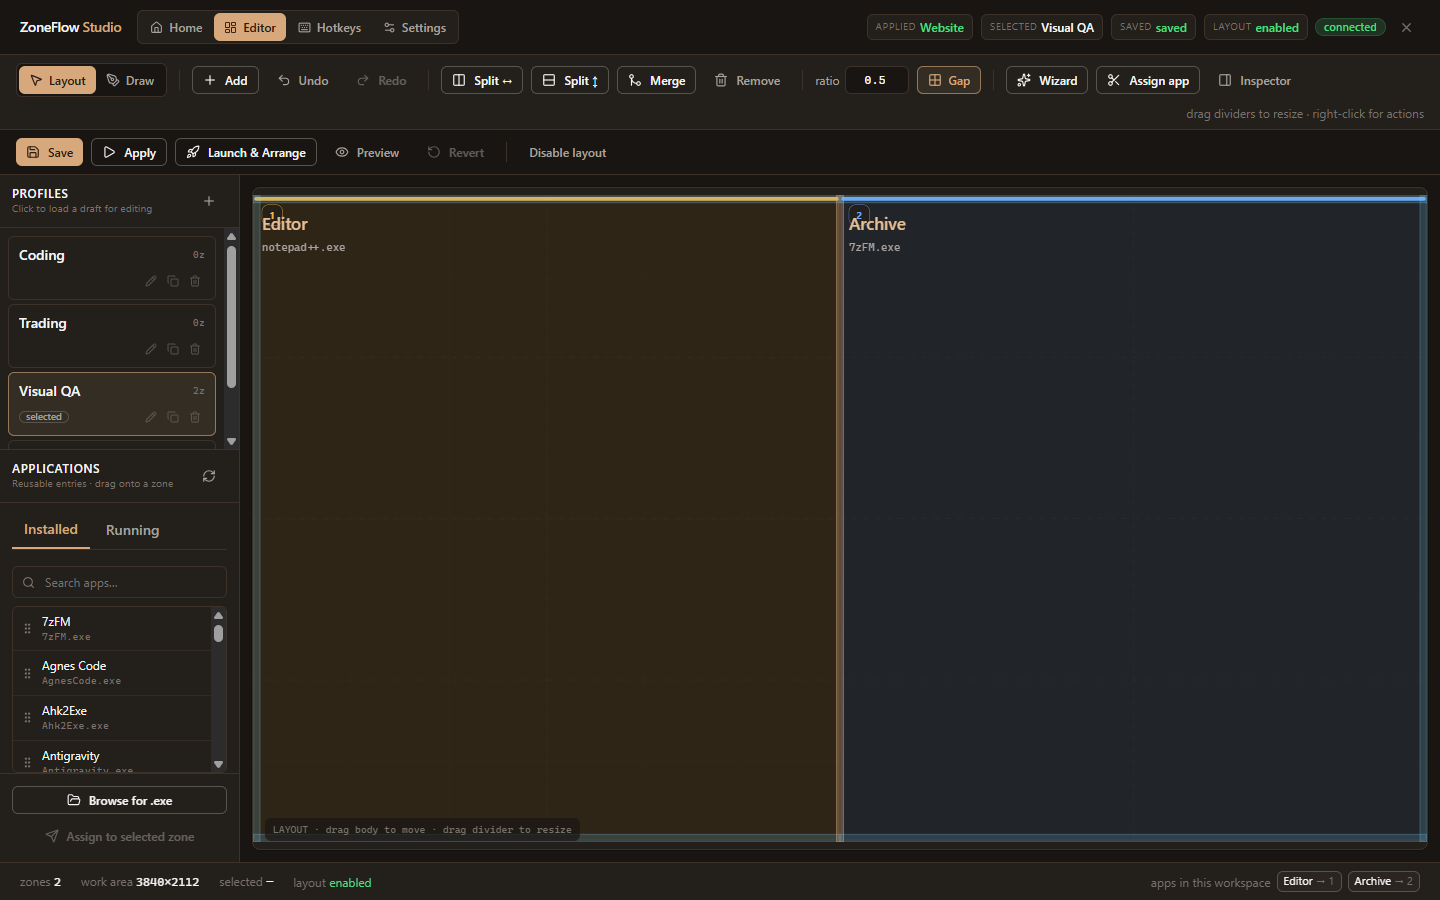 ZoneFlow Studio Home Editor Hotkeys Settings APPLIED Website SELECTED Visual QA SAVED saved LAYOUT enabled connected
Layout Draw Add Undo Redo Split ↔ Split ↕ Merge Remove ratio 0.5 Gap Wizard Assign app Inspector
drag dividers to resize · right-click for actions
Save Apply Launch & Arrange Preview Revert Disable layout
PROFILES
Click to load a draft for editing
Coding 0z
Trading 0z
Visual QA 2z
selected
APPLICATIONS
Reusable entries · drag onto a zone
Installed Running
Search apps...
7zFM
7zFM.exe
Agnes Code
AgnesCode.exe
Ahk2Exe
Ahk2Exe.exe
Antigravity
Antigravity.exe
Browse for .exe
Assign to selected zone
1
Editor
notepad++.exe
2
Archive
7zFM.exe
LAYOUT · drag body to move · drag divider to resize
zones 2 work area 3840×2112 selected — layout enabled apps in this workspace Editor → 1 Archive → 2